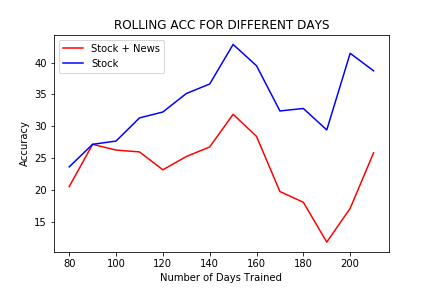 ROLLING ACC FOR DIFFERENT DAYS
Stock + News
Stock
Accuracy
40
35
30
25
20
15
80 100 120 140 160 180 200
Number of Days Trained